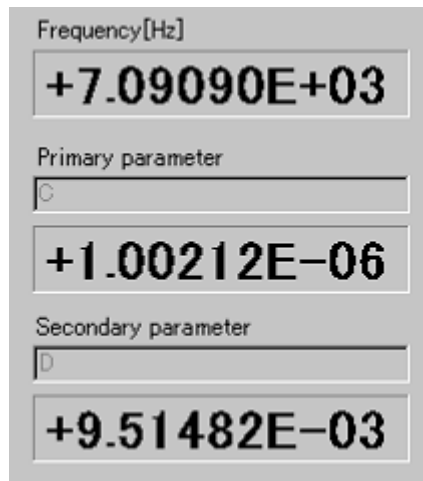 Frequency[Hz]
+7.09090E+03
Primary parameter
C
+1.00212E-06
Secondary parameter
D
+9.51482E-03